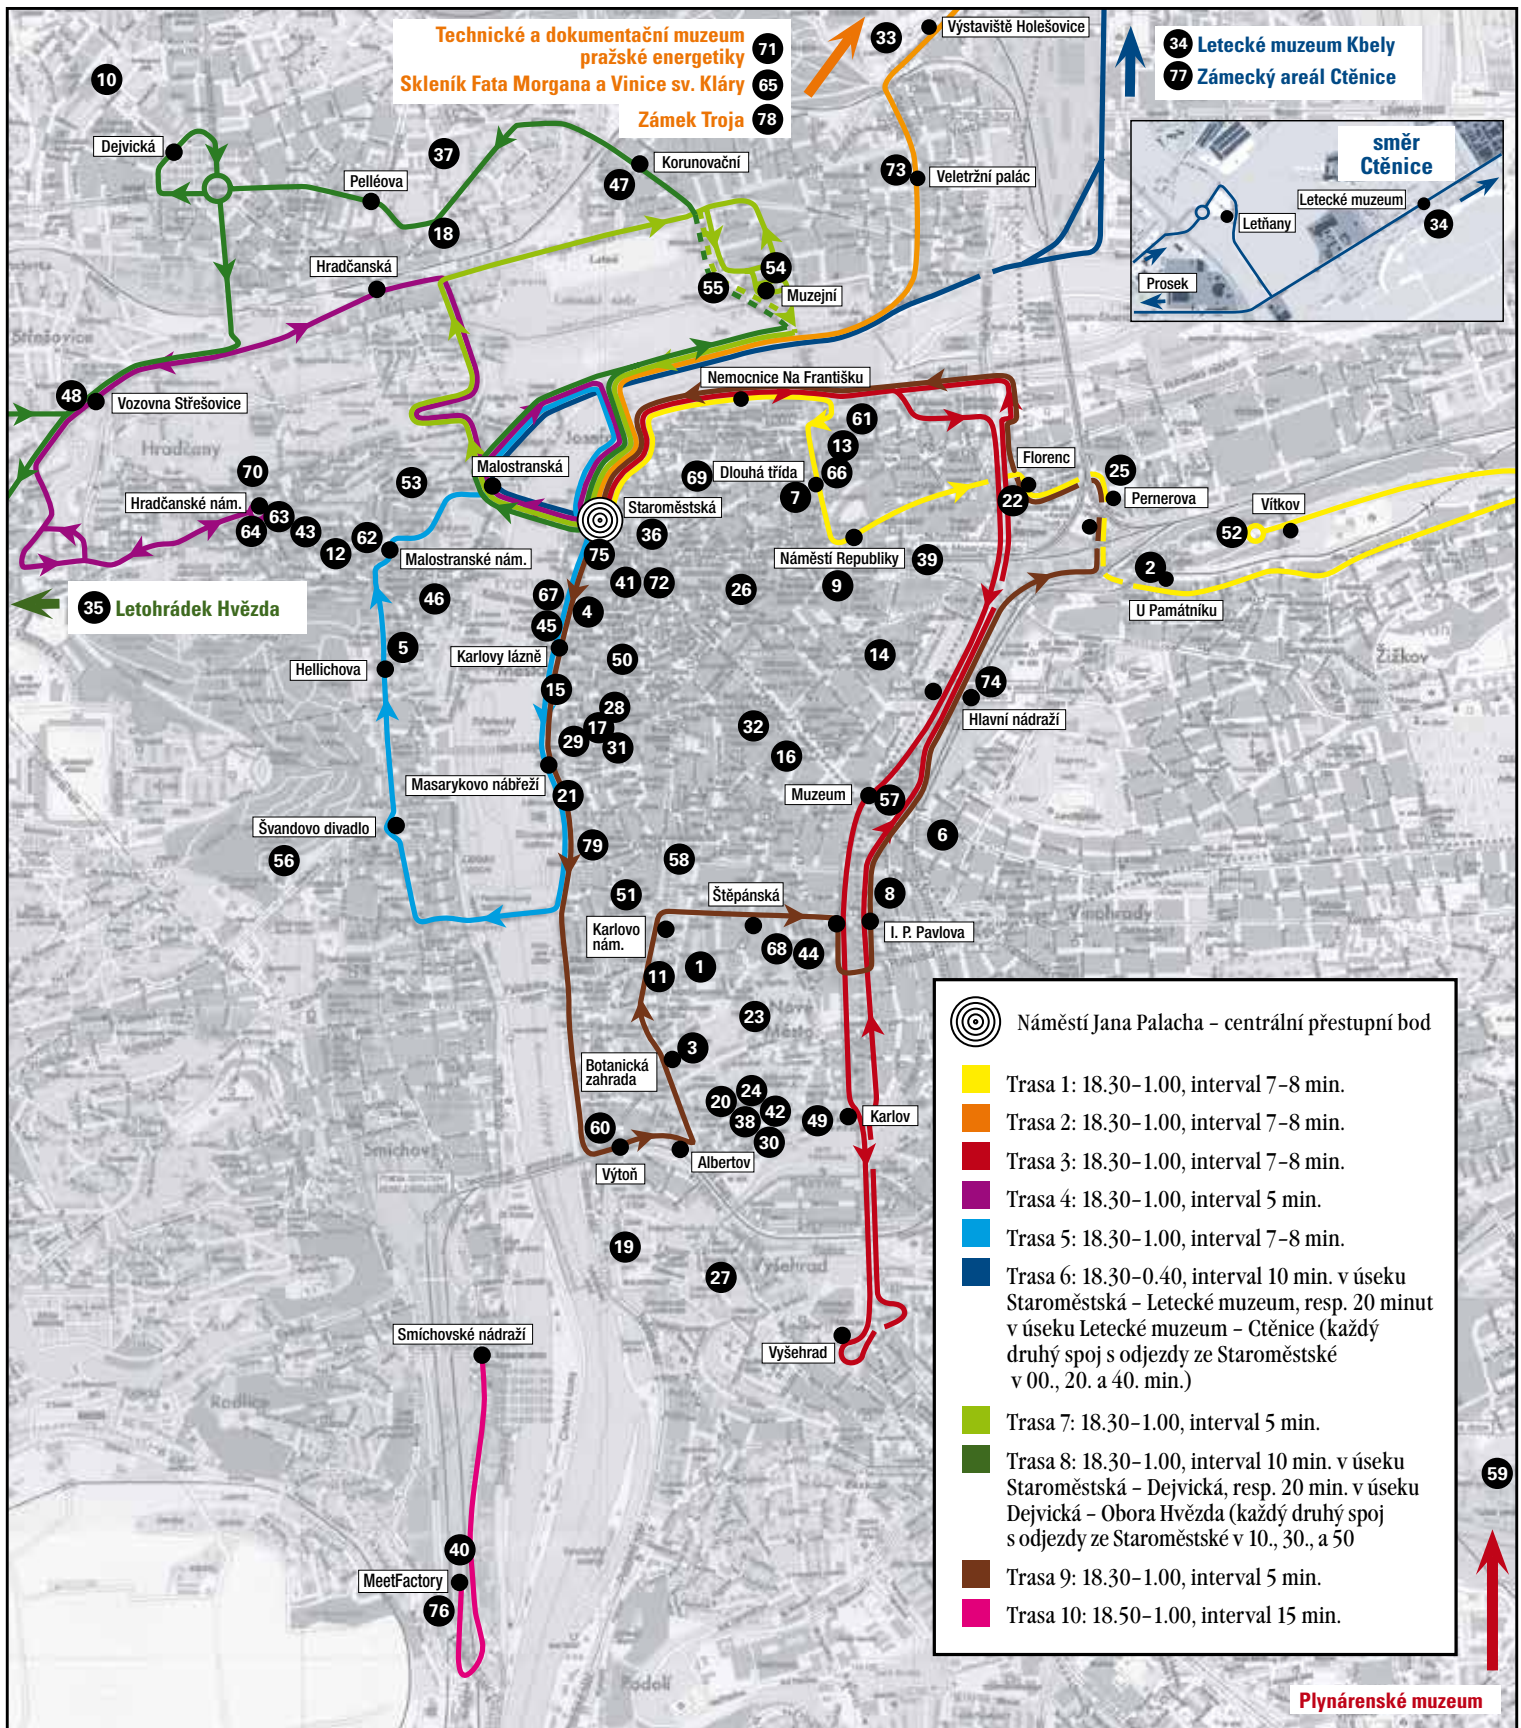 Technické a dokumentační muzeum
pražské energetiky
71
Skleník Fata Morgana a Vinice sv. Kláry
65
Zámek Troja
78
33
Výstaviště Holešovice
34
Letecké muzeum Kbely
77
Zámecký areál Ctěnice
10
Dejvická
37
Pelléova
18
47
Korunovační
73
Veletržní palác
směr
Ctěnice
Letecké muzeum
34
Letňany
Prosek
Hradčanská
54
55
Muzejní
48
Vozovna Střešovice
Hradčany
Nemocnice Na Františku
61
13
66
Dlouhá třída
7
69
Florenc
22
25
Pernerova
Vítkov
52
70
53
Malostranská
Hradčanské nám.
63
64
43
12
62
Malostranské nám.
Staroměstská
36
75
Náměstí Republiky
39
9
2
U Památníku
35
Letohrádek Hvězda
46
67
41
72
4
45
26
5
Hellichova
Karlovy lázně
50
14
Žižkov
15
28
17
29
31
32
16
74
Hlavní nádraží
Masarykovo nábřeží
21
Muzeum
57
6
Švandovo divadlo
56
79
58
51
Štěpánská
8
Vinohrady
Karlovo
nám.
I. P. Pavlova
68
44
11
1
23
Nové
Město
Botanická
zahrada
3
24
20
42
38
49
30
Karlov
60
Výtoň
Albertov
Smíchov
19
27
Vyšehrad
Smíchovské nádraží
Vyšehrad
Radlice
40
MeetFactory
76
Podolí
59
Plynárenské muzeum
Náměstí Jana Palacha – centrální přestupní bod
Trasa 1: 18.30–1.00, interval 7–8 min.
Trasa 2: 18.30–1.00, interval 7–8 min.
Trasa 3: 18.30–1.00, interval 7–8 min.
Trasa 4: 18.30–1.00, interval 5 min.
Trasa 5: 18.30–1.00, interval 7–8 min.
Trasa 6: 18.30–0.40, interval 10 min. v úseku
Staroměstská – Letecké muzeum, resp. 20 minut
v úseku Letecké muzeum – Ctěnice (každý
druhý spoj s odjezdy ze Staroměstské
v 00., 20. a 40. min.)
Trasa 7: 18.30–1.00, interval 5 min.
Trasa 8: 18.30–1.00, interval 10 min. v úseku
Staroměstská – Dejvická, resp. 20 min. v úseku
Dejvická – Obora Hvězda (každý druhý spoj
s odjezdy ze Staroměstské v 10., 30., a 50
Trasa 9: 18.30–1.00, interval 5 min.
Trasa 10: 18.50–1.00, interval 15 min.